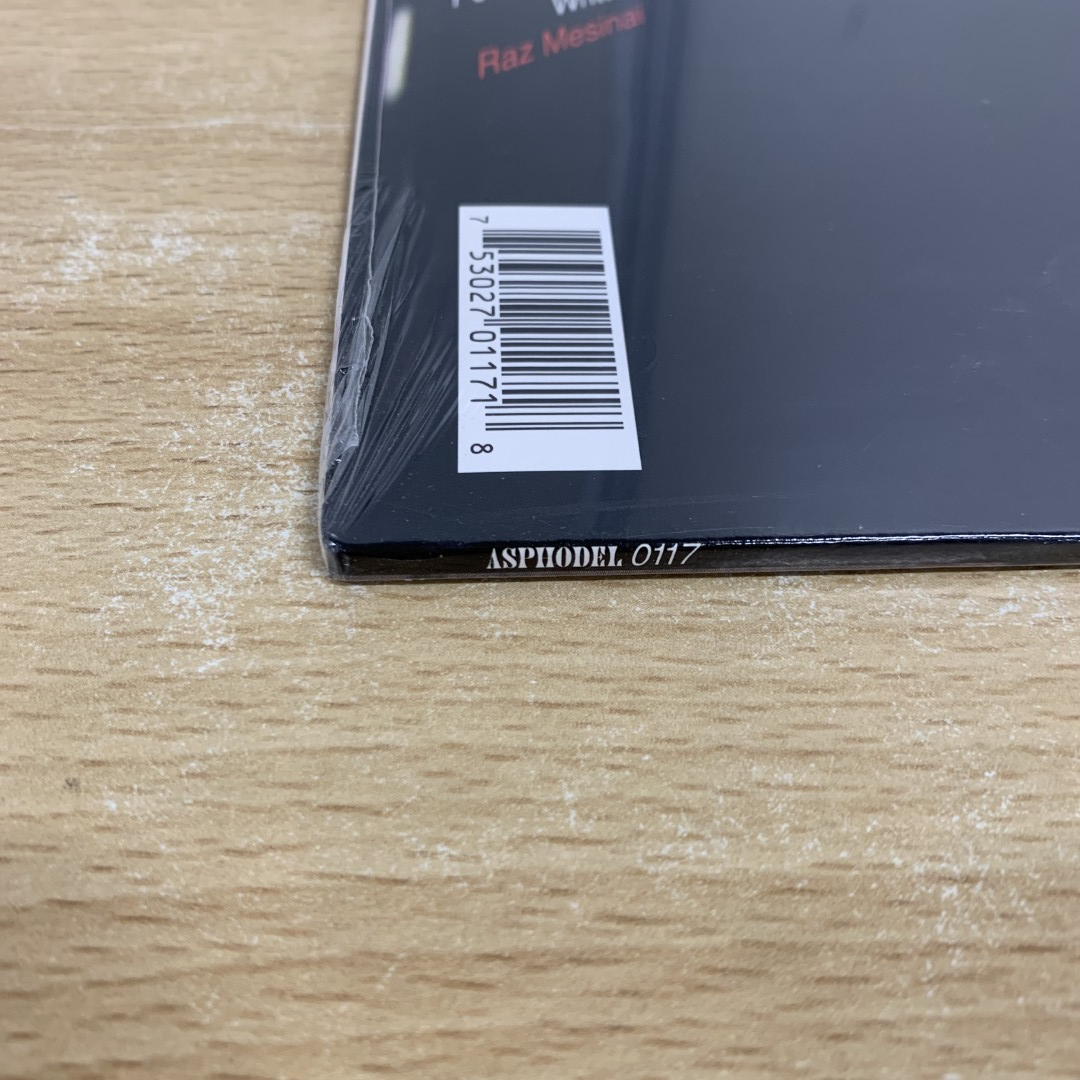 Raz Mesinai
7 53027 01171 8
ASPHODEL 0117